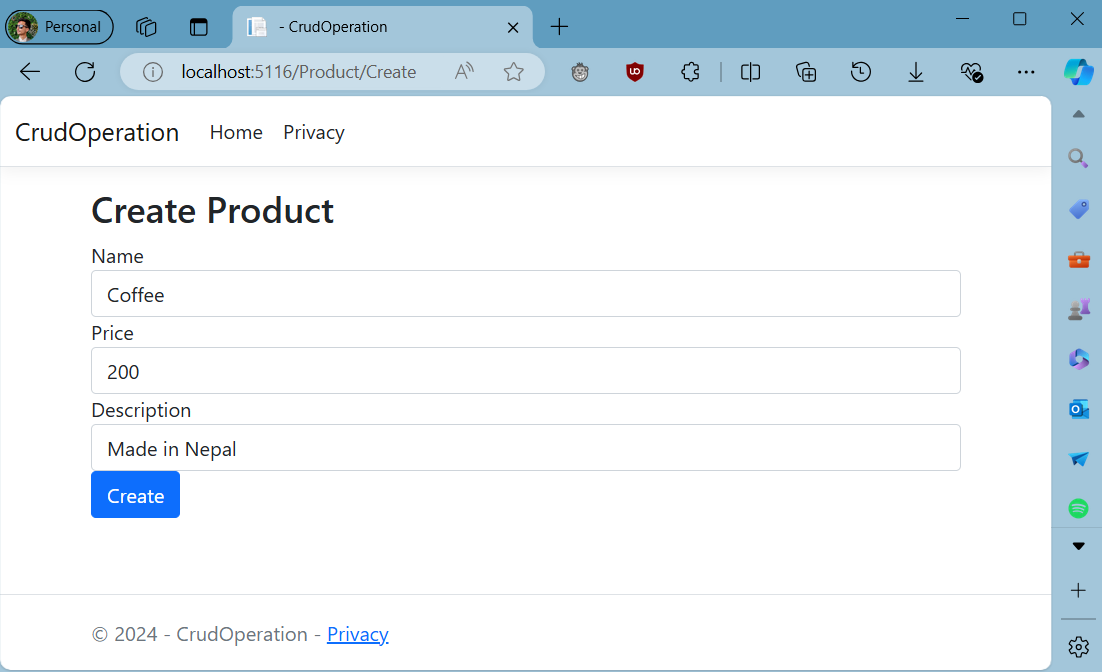 Personal
- CrudOperation
localhost:5116/Product/Create
CrudOperation Home Privacy
Create Product
Name
Coffee
Price
200
Description
Made in Nepal
Create
© 2024 - CrudOperation - Privacy